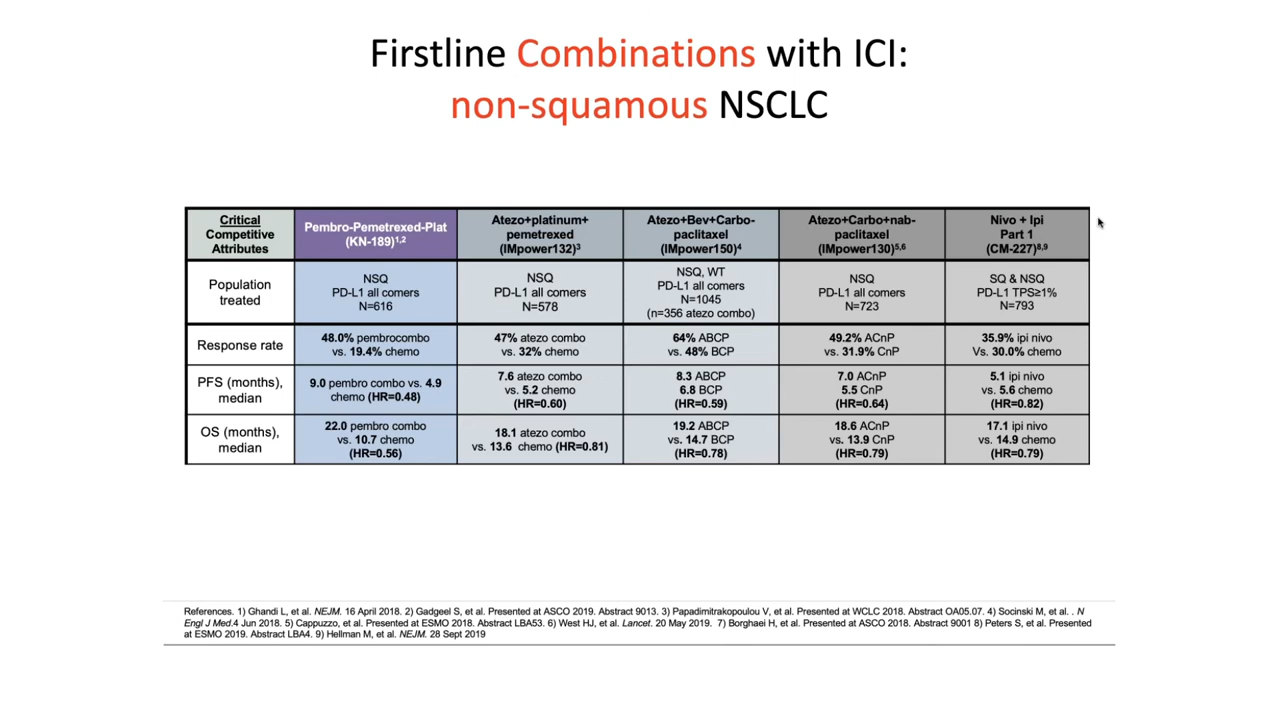 Firstline Combinations with ICI:
non-squamous NSCLC
Critical
Competitive
Attributes
Pembro-Pemetrexed-Plat
(KN-189)1,2
Atezo+platinum+
pemetrexed
(IMpower132)3
Atezo+Bev+Carbo-
paclitaxel
(IMpower150)4
Atezo+Carbo+nab-
paclitaxel
(IMpower130)5,6
Nivo + Ipi
Part 1
(CM-227)8,9
Population
treated
NSQ
PD-L1 all comers
N=616
NSQ
PD-L1 all comers
N=578
NSQ, WT
PD-L1 all comers
N=1045
(n=356 atezo combo)
NSQ
PD-L1 all comers
N=723
SQ & NSQ
PD-L1 TPS≥1%
N=793
Response rate
48.0% pembrocombo
vs. 19.4% chemo
47% atezo combo
vs. 32% chemo
64% ABCP
vs. 48% BCP
49.2% ACnP
vs. 31.9% CnP
35.9% ipi nivo
Vs. 30.0% chemo
PFS (months),
median
9.0 pembro combo vs. 4.9
chemo (HR=0.48)
7.6 atezo combo
vs. 5.2 chemo
(HR=0.60)
8.3 ABCP
6.8 BCP
(HR=0.59)
7.0 ACnP
5.5 CnP
(HR=0.64)
5.1 ipi nivo
vs. 5.6 chemo
(HR=0.82)
OS (months),
median
22.0 pembro combo
vs. 10.7 chemo
(HR=0.56)
18.1 atezo combo
vs. 13.6 chemo (HR=0.81)
19.2 ABCP
vs. 14.7 BCP
(HR=0.78)
18.6 ACnP
vs. 13.9 CnP
(HR=0.79)
17.1 ipi nivo
vs. 14.9 chemo
(HR=0.79)
References. 1) Ghandi L, et al. NEJM. 16 April 2018. 2) Gadgeel S, et al. Presented at ASCO 2019. Abstract 9013. 3) Papadimitrakopoulou V, et al. Presented at WCLC 2018. Abstract OA05.07. 4) Socinski M, et al. . N
Engl J Med.4 Jun 2018. 5) Cappuzzo, et al. Presented at ESMO 2018. Abstract LBA53. 6) West HJ, et al. Lancet. 20 May 2019. 7) Borghaei H, et al. Presented at ASCO 2018. Abstract 9001 8) Peters S, et al. Presented
at ESMO 2019. Abstract LBA4. 9) Hellman M, et al. NEJM. 28 Sept 2019